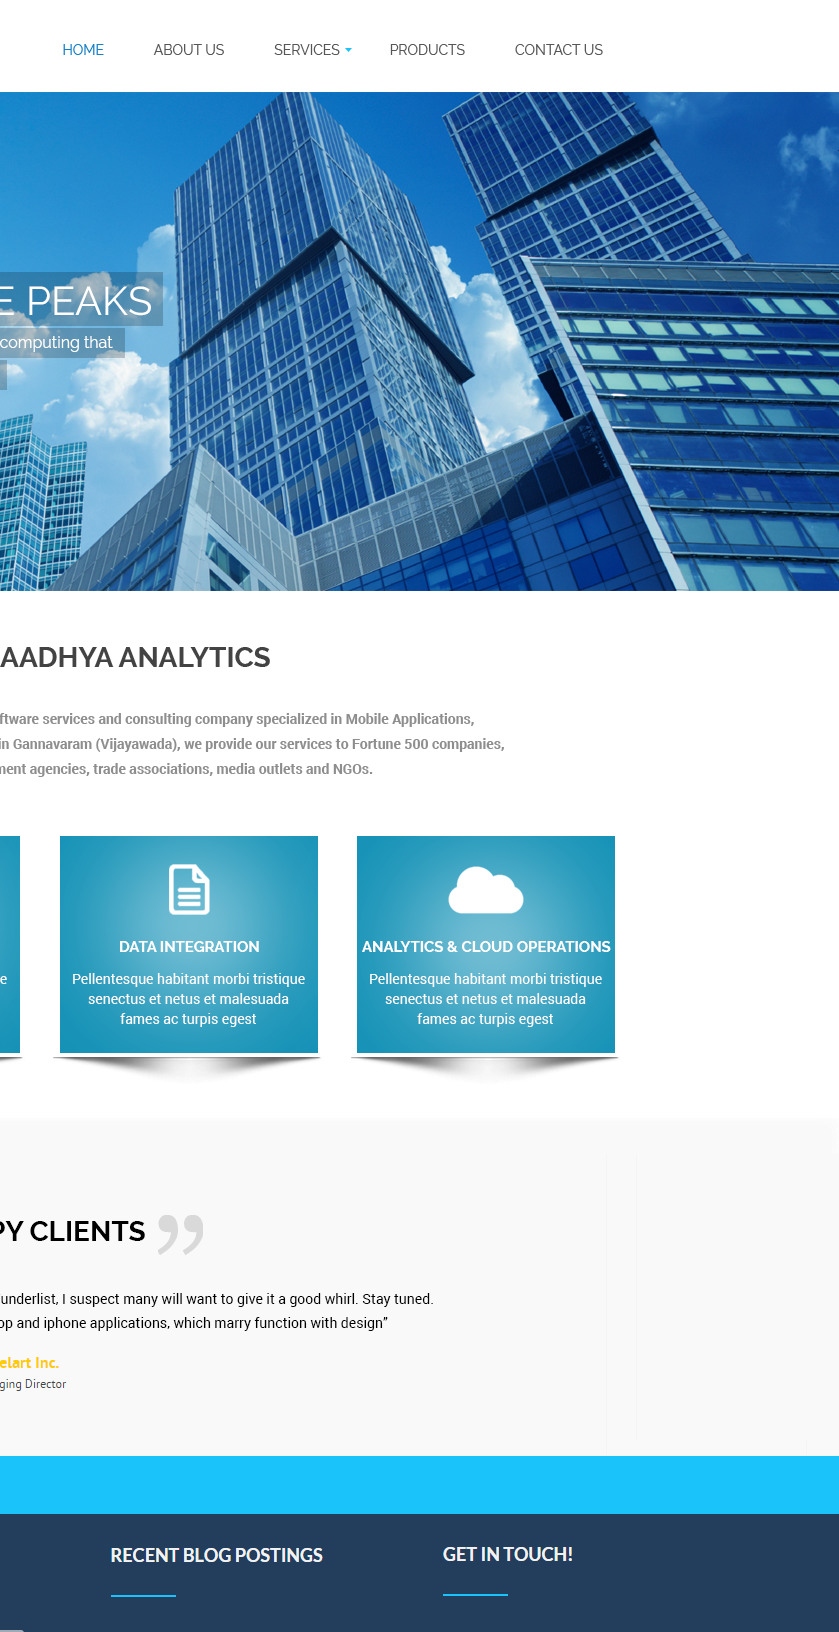 HOME ABOUT US SERVICES PRODUCTS CONTACT US
E PEAKS
computing that
AADHYA ANALYTICS
ftware services and consulting company specialized in Mobile Applications,
in Gannavaram (Vijayawada), we provide our services to Fortune 500 companies,
ment agencies, trade associations, media outlets and NGOs.
e
DATA INTEGRATION
Pellentesque habitant morbi tristique
senectus et netus et malesuada
fames ac turpis egest
ANALYTICS & CLOUD OPERATIONS
Pellentesque habitant morbi tristique
senectus et netus et malesuada
fames ac turpis egest
PY CLIENTS ”
underlist, I suspect many will want to give it a good whirl. Stay tuned.
op and iphone applications, which marry function with design”
elart Inc.
ging Director
RECENT BLOG POSTINGS
GET IN TOUCH!